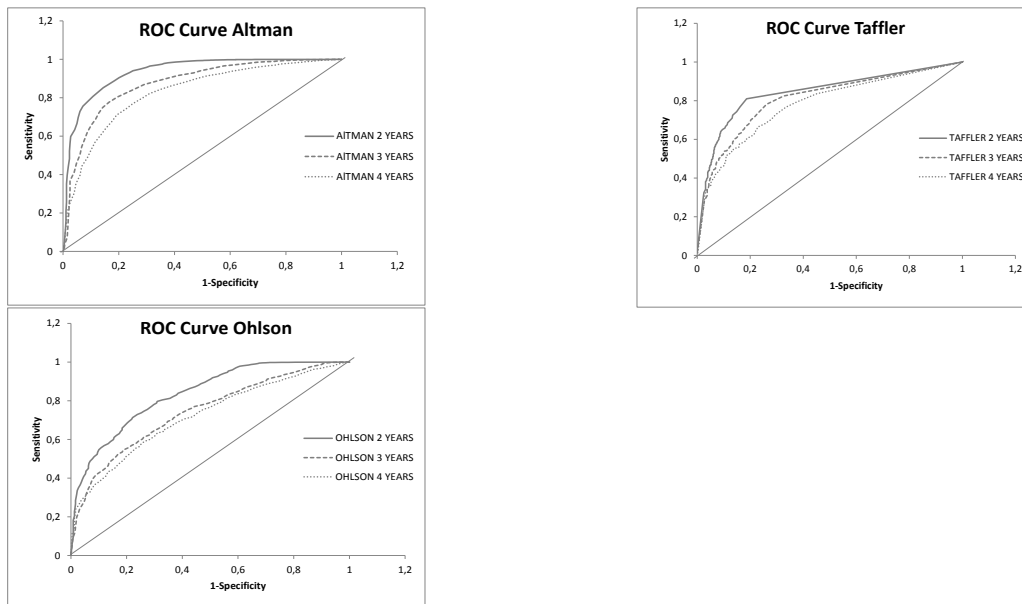 ROC Curve Altman
1,2
1
0,8
0,6
0,4
0,2
0
Sensitivity
AlTMAN 2 YEARS
AlTMAN 3 YEARS
AlTMAN 4 YEARS
0 0,2 0,4 0,6 0,8 1 1,2
1-Specificity
ROC Curve Taffler
1,2
1
0,8
0,6
0,4
0,2
0
Sensitivity
TAFFLER 2 YEARS
TAFFLER 3 YEARS
TAFFLER 4 YEARS
0 0,2 0,4 0,6 0,8 1 1,2
1-Specificity
ROC Curve Ohlson
1,2
1
0,8
0,6
0,4
0,2
0
Sensitivity
OHLSON 2 YEARS
OHLSON 3 YEARS
OHLSON 4 YEARS
0 0,2 0,4 0,6 0,8 1 1,2
1-Specificity